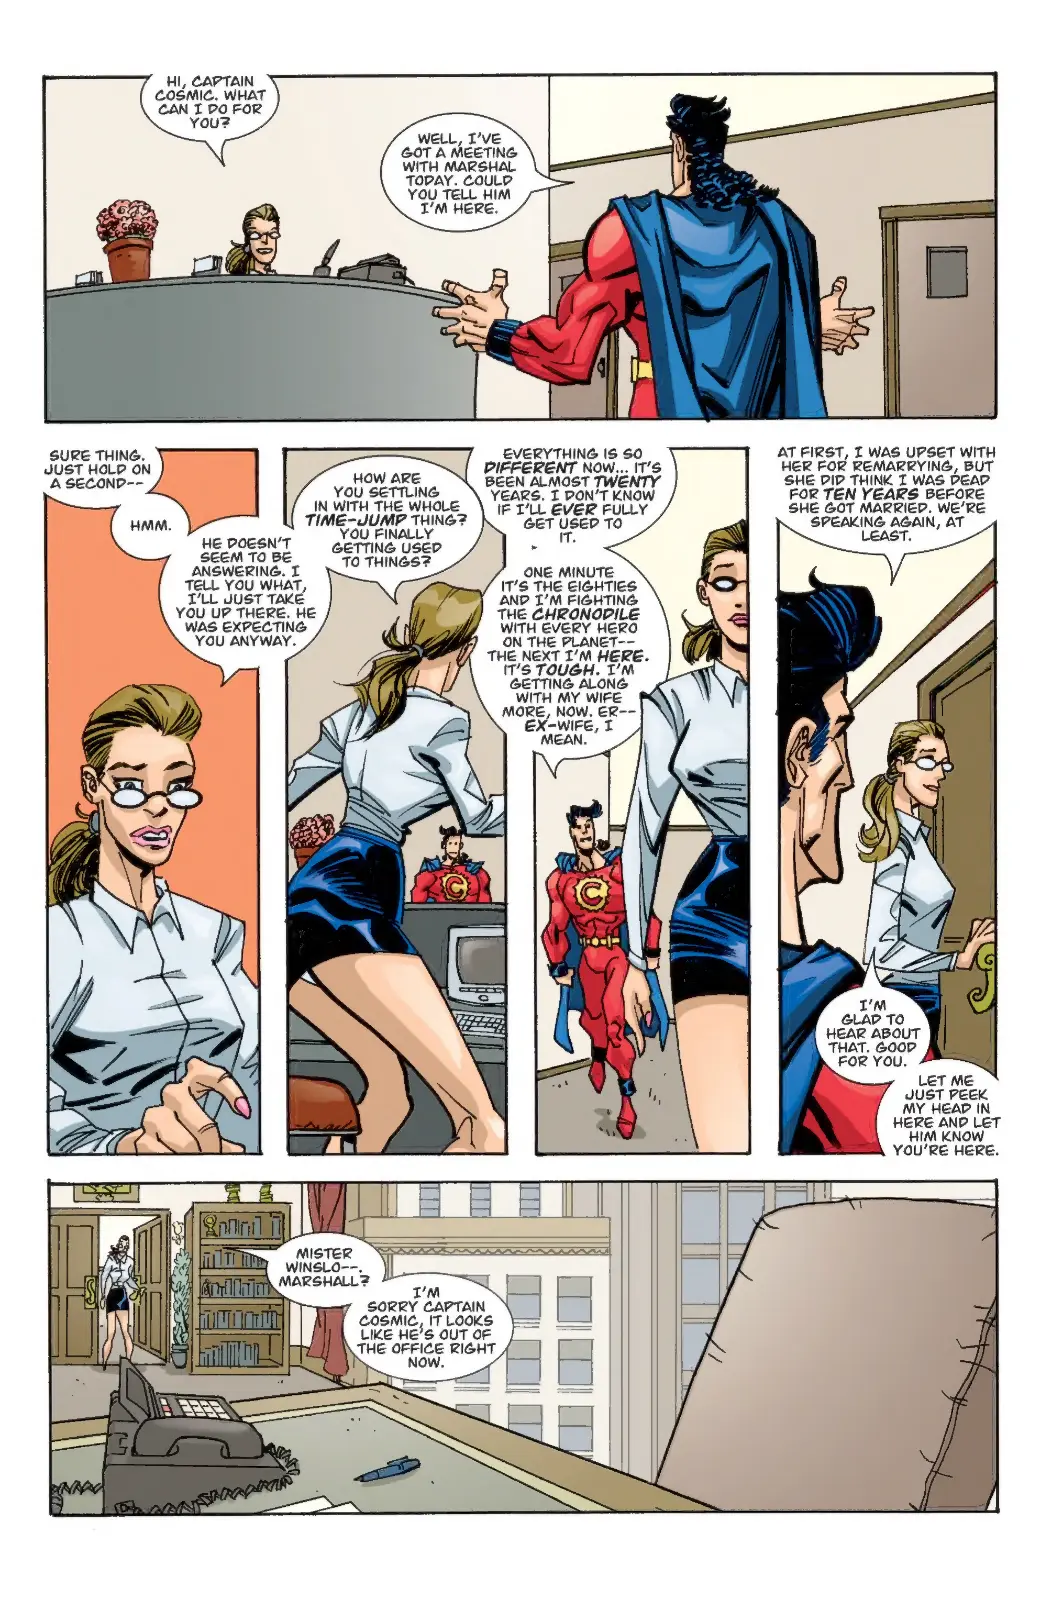 HI, CAPTAIN
COSMIC. WHAT
CAN I DO FOR
YOU?
WELL, I'VE
GOT A MEETING
WITH MARSHAL
TODAY. COULD
YOU TELL HIM
I'M HERE.
SURE THING.
JUST HOLD ON
A SECOND--
HMM.
HE DOESN'T
SEEM TO BE
ANSWERING. I
TELL YOU WHAT,
I'LL JUST TAKE
YOU UP THERE. HE
WAS EXPECTING
YOU ANYWAY.
HOW ARE
YOU SETTLING
IN WITH THE WHOLE
TIME-JUMP THING?
YOU FINALLY
GETTING USED
TO THINGS?
C
EVERYTHING IS SO
DIFFERENT NOW... IT'S
BEEN ALMOST TWENTY
YEARS. I DON'T KNOW
IF I'LL EVER FULLY
GET USED TO
IT.
ONE MINUTE
IT'S THE EIGHTIES
AND I'M FIGHTING
THE CHRONODILE
WITH EVERY HERO
ON THE PLANET--
THE NEXT I'M HERE.
IT'S TOUGH. I'M
GETTING ALONG
WITH MY WIFE
MORE, NOW. ER--
EX-WIFE, I
MEAN.
C
AT FIRST, I WAS UPSET WITH
HER FOR REMARRYING, BUT
SHE DID THINK I WAS DEAD
FOR TEN YEARS BEFORE
SHE GOT MARRIED. WE'RE
SPEAKING AGAIN, AT
LEAST.
I'M
GLAD TO
HEAR ABOUT
THAT. GOOD
FOR YOU.
LET ME
JUST PEEK
MY HEAD IN
HERE AND LET
HIM KNOW
YOU'RE HERE.
MISTER
WINSLO--.
MARSHALL?
I'M
SORRY CAPTAIN
COSMIC, IT LOOKS
LIKE HE'S OUT OF
THE OFFICE RIGHT
NOW.